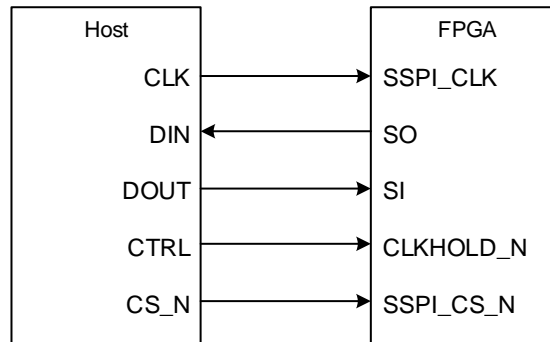 Host FPGA
CLK SSPI_CLK
DIN SO
DOUT SI
CTRL CLKHOLD_N
CS_N SSPI_CS_N